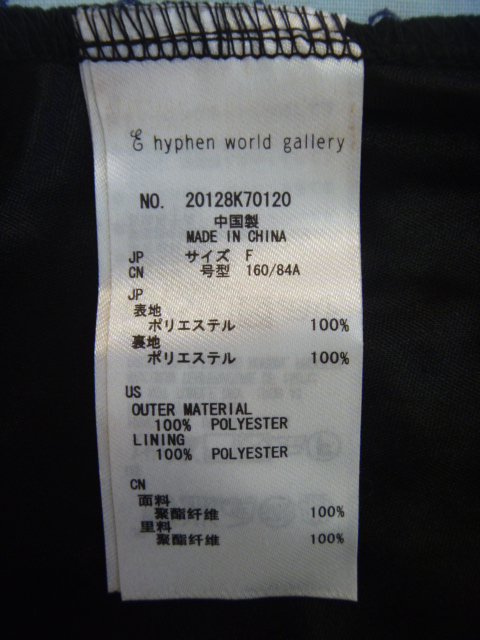 E hyphen world gallery
NO. 20128K70120
中国製
MADE IN CHINA
JP サイズ F
CN 号型 160/84A
JP
表地
ポリエステル 100%
裏地
ポリエステル 100%
US
OUTER MATERIAL
100% POLYESTER
LINING
100% POLYESTER
CN
面料
聚酯纤维 100%
里料
聚酯纤维 100%